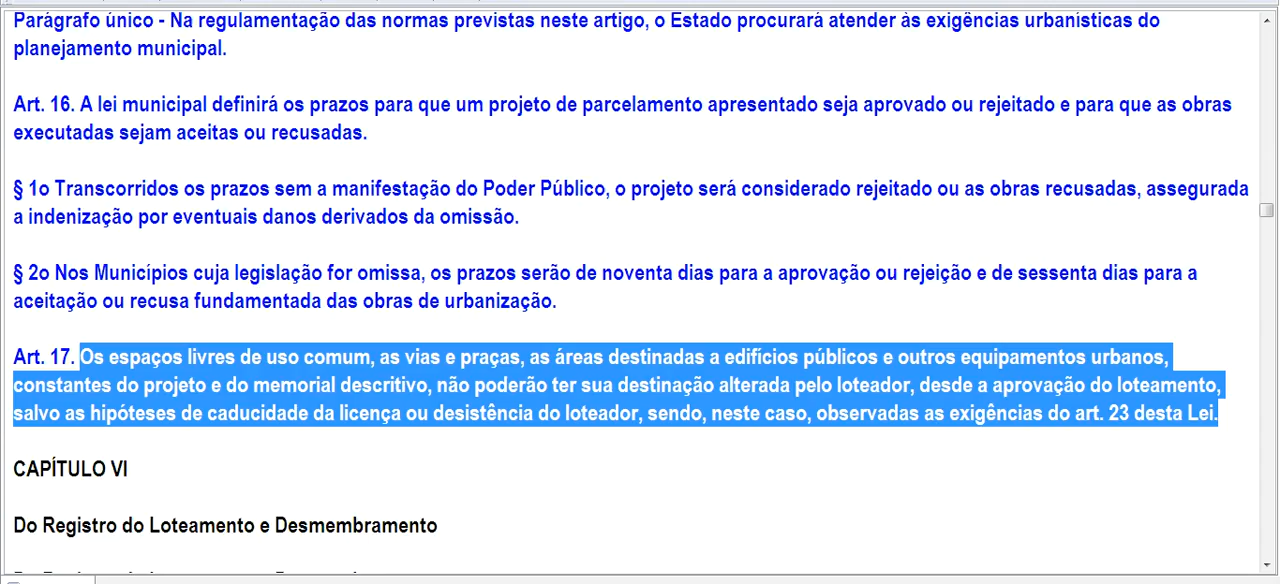 Parágrafo único - Na regulamentação das normas previstas neste artigo, o Estado procurará atender às exigências urbanísticas do
planejamento municipal.
Art. 16. A lei municipal definirá os prazos para que um projeto de parcelamento apresentado seja aprovado ou rejeitado e para que as obras
executadas sejam aceitas ou recusadas.
§ 1o Transcorridos os prazos sem a manifestação do Poder Público, o projeto será considerado rejeitado ou as obras recusadas, assegurada
a indenização por eventuais danos derivados da omissão.
§ 2o Nos Municípios cuja legislação for omissa, os prazos serão de noventa dias para a aprovação ou rejeição e de sessenta dias para a
aceitação ou recusa fundamentada das obras de urbanização.
Art. 17. Os espaços livres de uso comum, as vias e praças, as áreas destinadas a edifícios públicos e outros equipamentos urbanos,
constantes do projeto e do memorial descritivo, não poderão ter sua destinação alterada pelo loteador, desde a aprovação do loteamento,
salvo as hipóteses de caducidade da licença ou desistência do loteador, sendo, neste caso, observadas as exigências do art. 23 desta Lei.
CAPÍTULO VI
Do Registro do Loteamento e Desmembramento